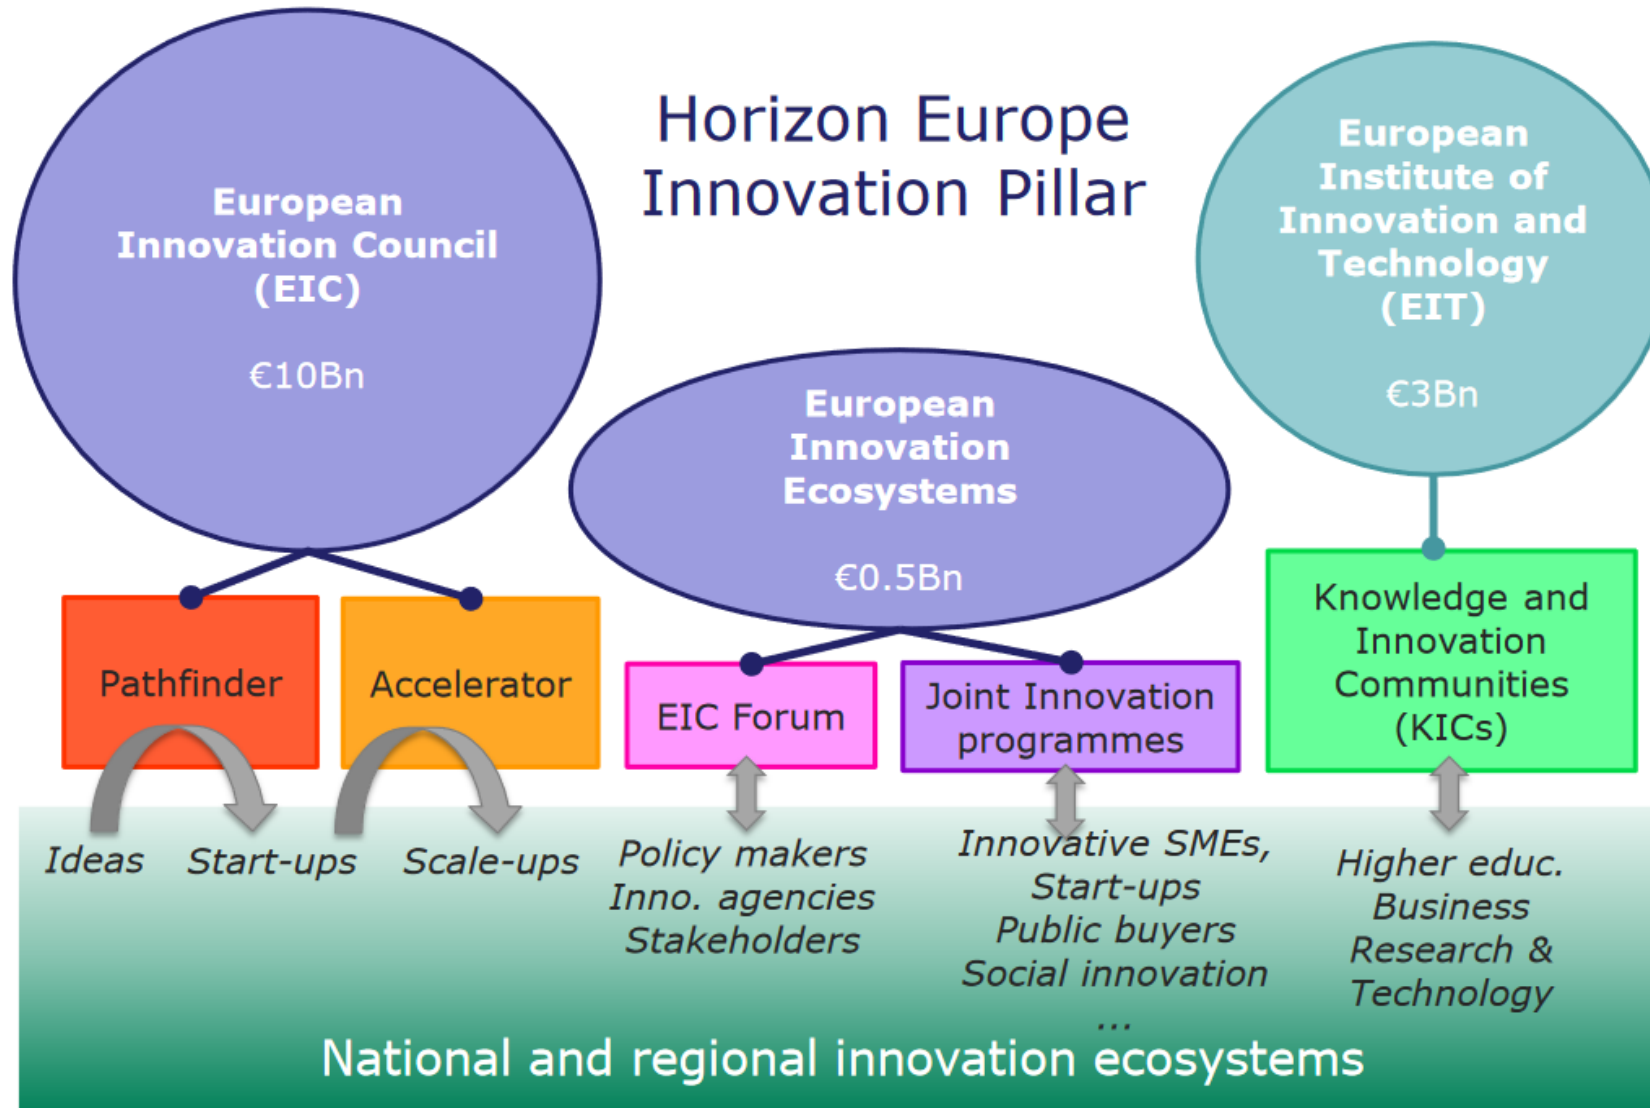 Horizon Europe
Innovation Pillar
European
Innovation Council
(EIC)
€10Bn
European
Innovation
Ecosystems
€0.5Bn
European
Institute of
Innovation and
Technology
(EIT)
€3Bn
Pathfinder
Accelerator
EIC Forum
Joint Innovation
programmes
Knowledge and
Innovation
Communities
(KICs)
Ideas
Start-ups
Scale-ups
Policy makers
Inno. agencies
Stakeholders
Innovative SMEs,
Start-ups
Public buyers
Social innovation
...
Higher educ.
Business
Research &
Technology
National and regional innovation ecosystems